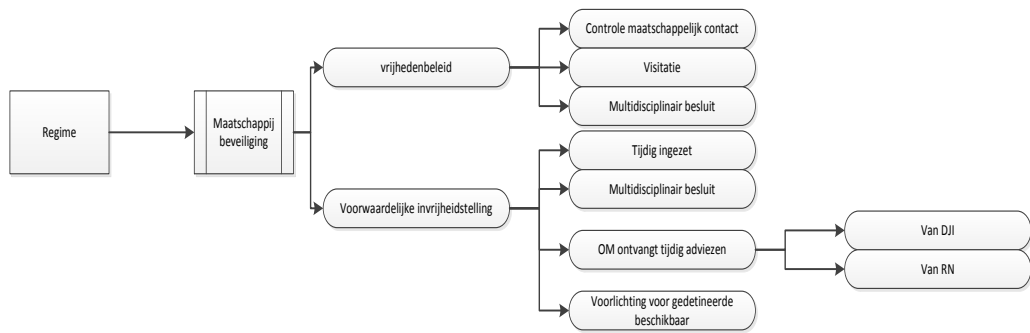 Regime
Maatschappij
beveiliging
vrijhedenbeleid
Controle maatschappelijk contact
Visitatie
Multidisciplinair besluit
Voorwaardelijke invrijheidstelling
Tijdig ingezet
Multidisciplinair besluit
OM ontvangt tijdig adviezen
Van DJI
Van RN
Voorlichting voor gedetineerde
beschikbaar